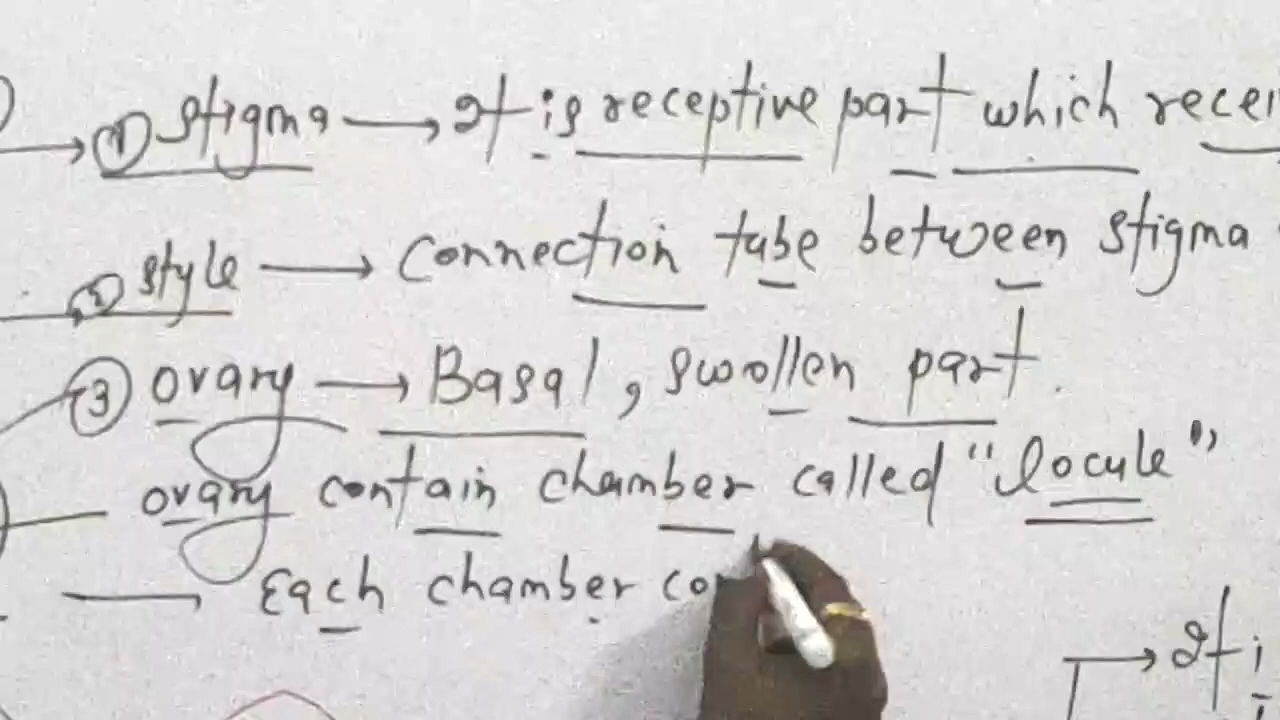 ① Stigma → It is receptive part which recei
② style → Connection tube between stigma
③ ovary → Basal, swollen part.
ovary contain chamber called "locule"
Each chamber co
→ It i